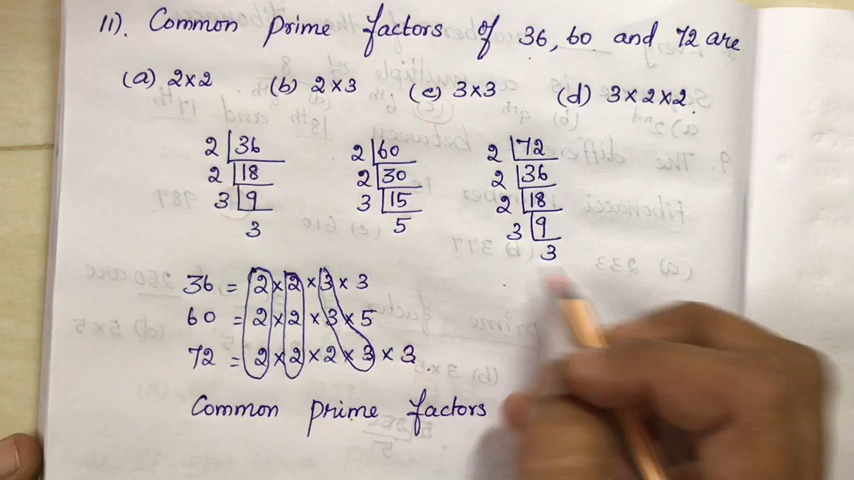 11). Common Prime factors of 36, 60 and 72 are
(a) 2×2 (b) 2×3 (c) 3×3 (d) 3×2×2.
2 36 2 60 2 72
2 18 2 30 2 36
3 9 3 15 2 18
3 5 3 9
3
36 = 2×2×3×3
60 = 2×2×3×5
72 = 2×2×2×3×3.
Common prime factors